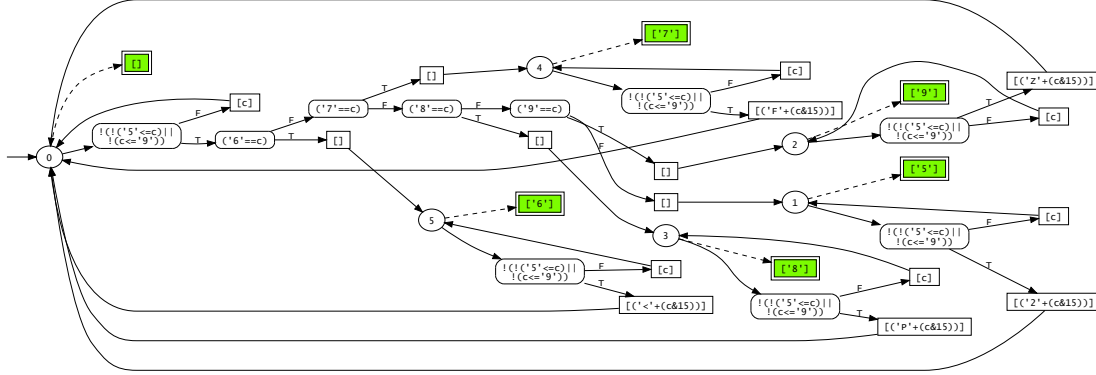 ['7']
[]
4
[]
[c]
['Z'+(c&15)]
['9']
[c]
!(!('5'<=c)||
!(c<='9'))
F
T
['F'+(c&15)]
('7'==c)
T
F
('8'==c)
F
T
('9'==c)
T
F
!(!('5'<=c)||
!(c<='9'))
F
T
('6'==c)
F
T
[]
[]
2
!(!('5'<=c)||
!(c<='9'))
T
F
[c]
0
[]
['5']
[]
1
['6']
5
3
[c]
!(!('5'<=c)||
!(c<='9'))
F
T
!(!('5'<=c)||
!(c<='9'))
F
T
[c]
['8']
[c]
['<'+(c&15)]
!(!('5'<=c)||
!(c<='9'))
F
T
['2'+(c&15)]
['P'+(c&15)]